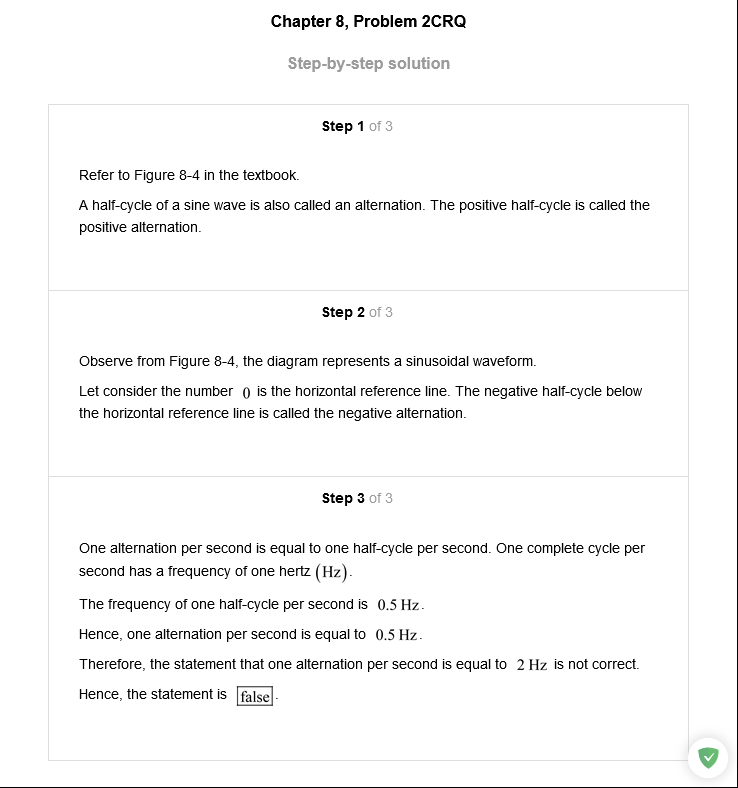 Chapter 8, Problem 2CRQ
Step-by-step solution
Step 1 of 3
Refer to Figure 8-4 in the textbook.
A half-cycle of a sine wave is also called an alternation. The positive half-cycle is called the
positive alternation.
Step 2 of 3
Observe from Figure 8-4, the diagram represents a sinusoidal waveform.
Let consider the number 0 is the horizontal reference line. The negative half-cycle below
the horizontal reference line is called the negative alternation.
Step 3 of 3
One alternation per second is equal to one half-cycle per second. One complete cycle per
second has a frequency of one hertz (Hz).
The frequency of one half-cycle per second is 0.5 Hz.
Hence, one alternation per second is equal to 0.5 Hz.
Therefore, the statement that one alternation per second is equal to 2 Hz is not correct.
Hence, the statement is false.